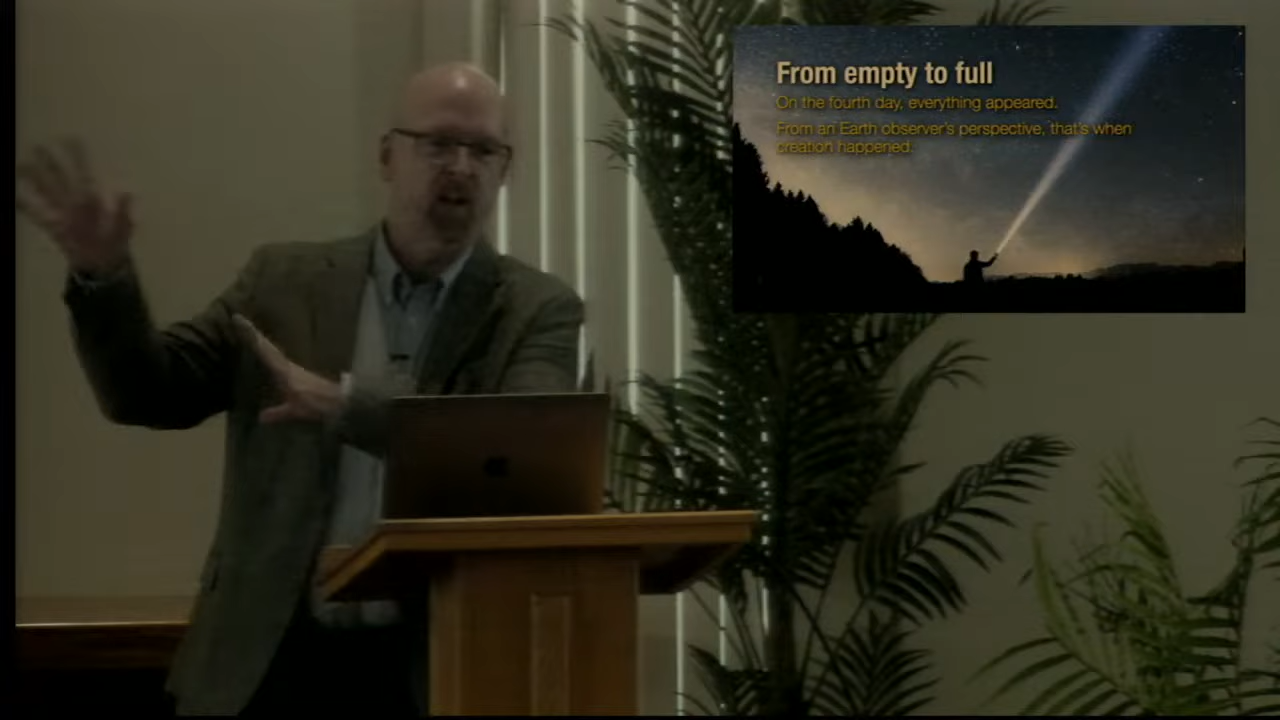 From empty to full
On the fourth day, everything appeared.
From an Earth observer's perspective, that's when
creation happened.